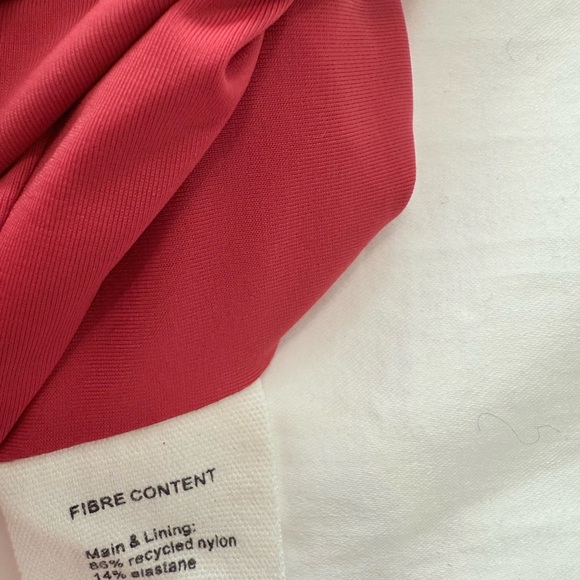 FIBRE CONTENT
Main & Lining:
86% recycled nylon
14% elastane